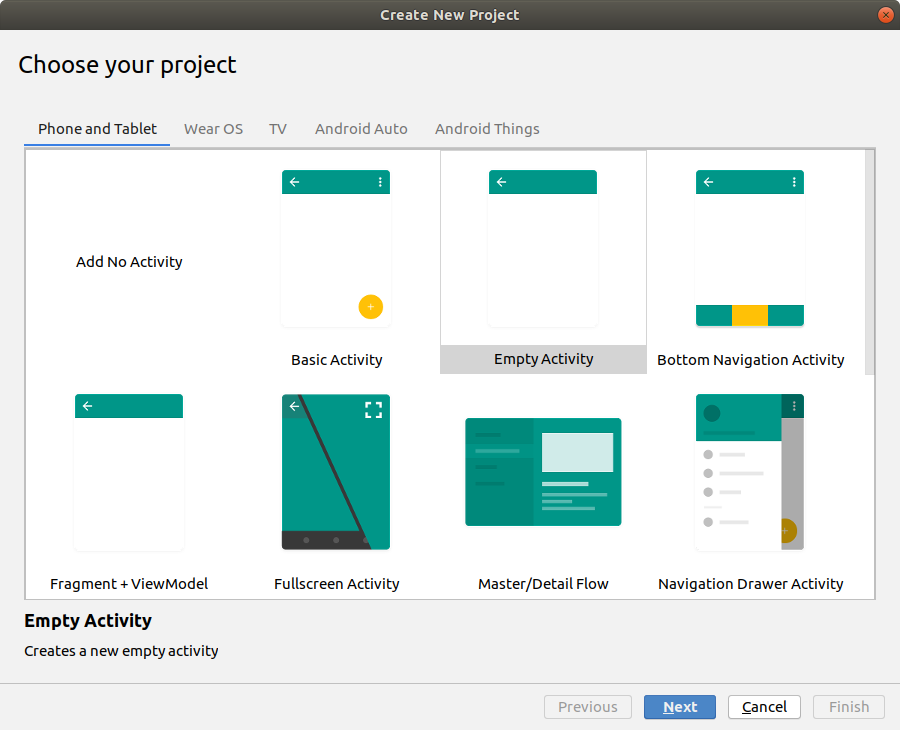 Create New Project
Choose your project
Phone and Tablet
Wear OS
TV
Android Auto
Android Things
Add No Activity
Basic Activity
Empty Activity
Bottom Navigation Activity
Fragment + ViewModel
Fullscreen Activity
Master/Detail Flow
Navigation Drawer Activity
Empty Activity
Creates a new empty activity
Previous
Next
Cancel
Finish